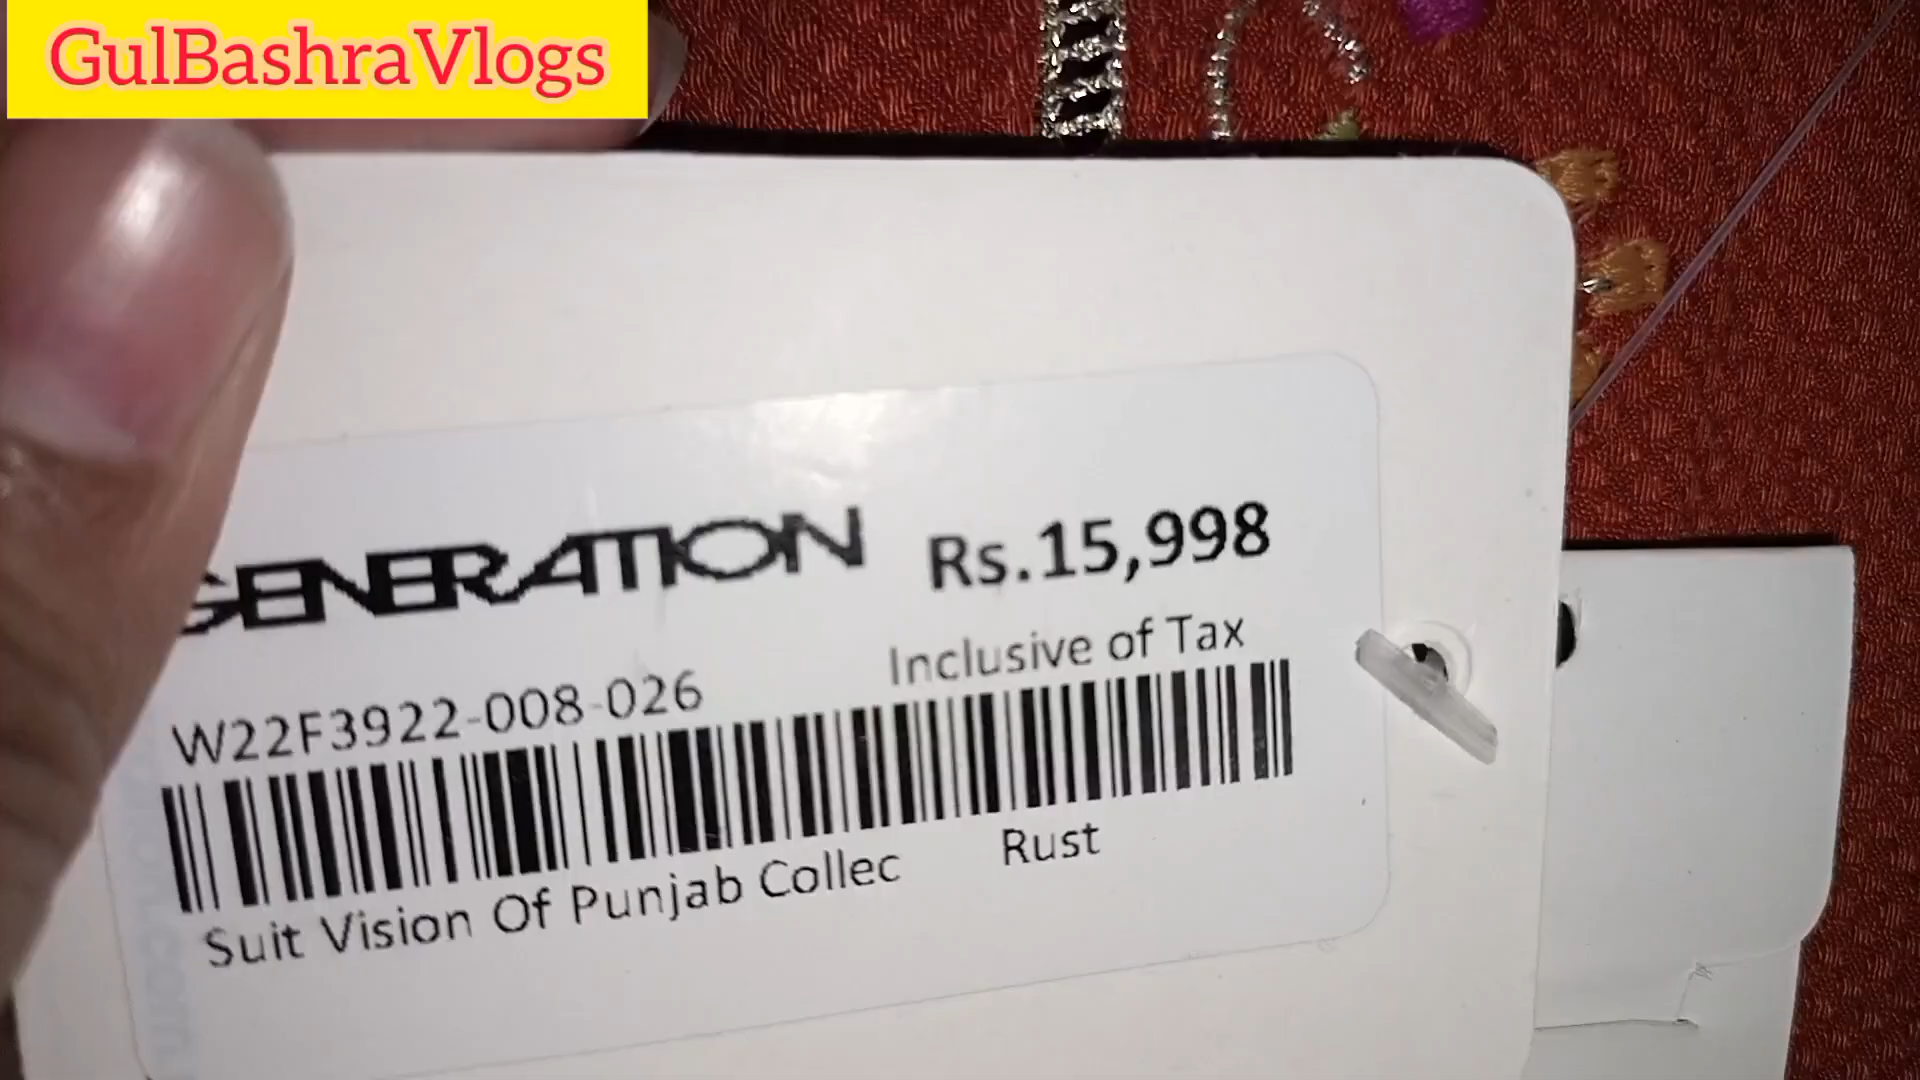 GulBashraVlogs
GENERATION Rs.15,998
Inclusive of Tax
W22F3922-008-026
Suit Vision Of Punjab Collec Rust